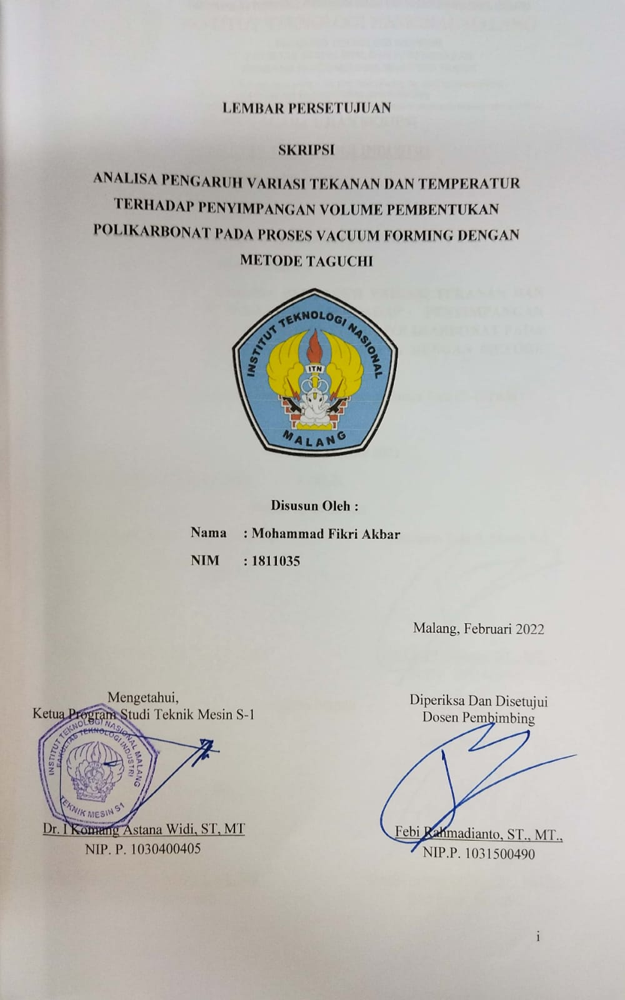 LEMBAR PERSETUJUAN
SKRIPSI
ANALISA PENGARUH VARIASI TEKANAN DAN TEMPERATUR
TERHADAP PENYIMPANGAN VOLUME PEMBENTUKAN
POLIKARBONAT PADA PROSES VACUUM FORMING DENGAN
METODE TAGUCHI
INSTITUT TEKNOLOGI NASIONAL
ITN
MALANG
Disusun Oleh :
Nama : Mohammad Fikri Akbar
NIM : 1811035
Malang, Februari 2022
Mengetahui,
Ketua Program Studi Teknik Mesin S-1
INSTITUT TEKNOLOGI NASIONAL MALANG
FAKULTAS TEKNOLOGI INDUSTRI
ITN
TEKNIK MESIN S1
Dr. I Komang Astana Widi, ST, MT
NIP. P. 1030400405
Diperiksa Dan Disetujui
Dosen Pembimbing
Febi Rahmadianto, ST., MT.,
NIP.P. 1031500490
i